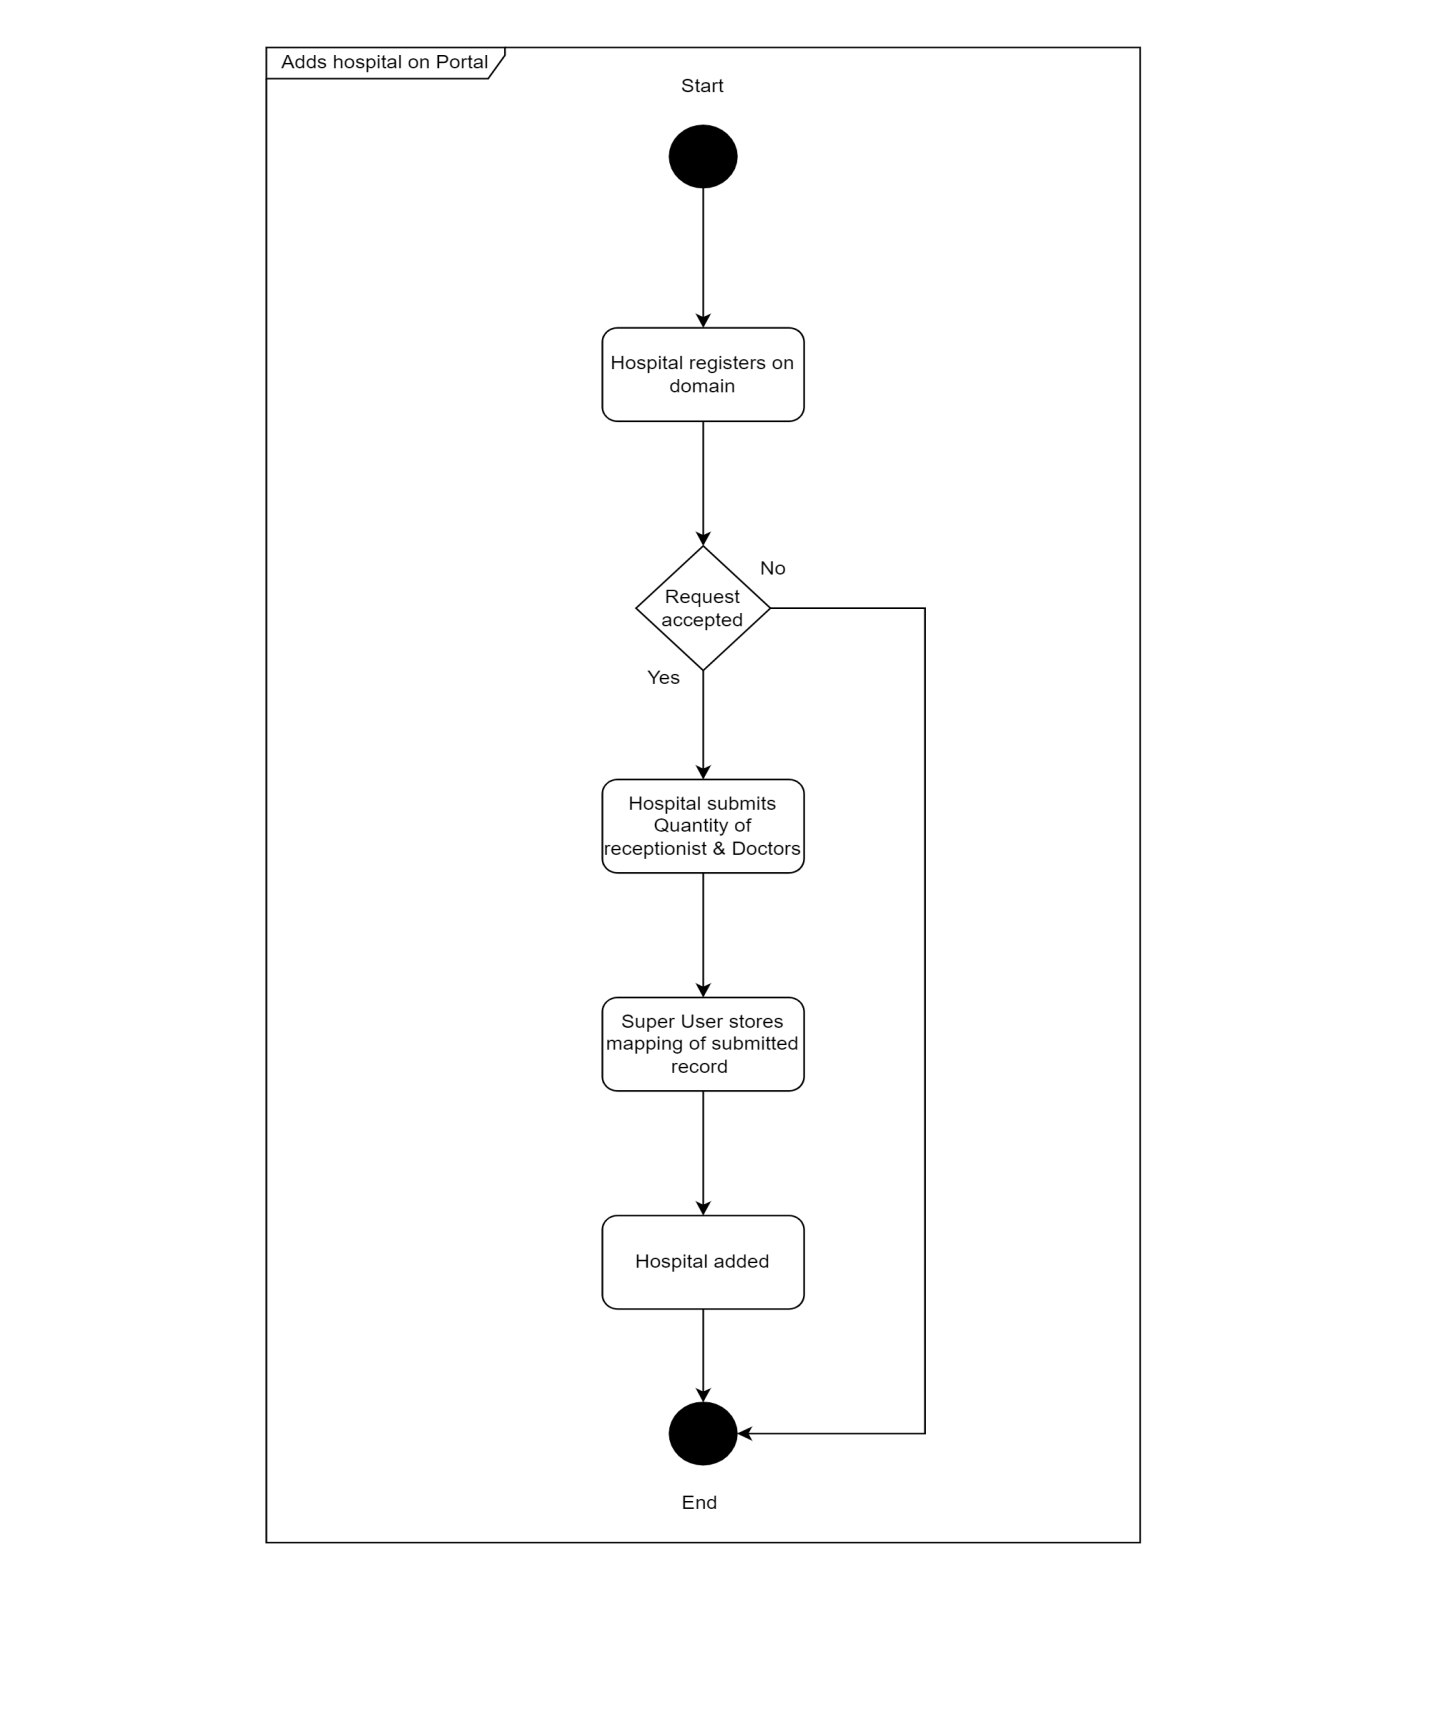 Adds hospital on Portal
Start
Hospital registers on
domain
No
Request
accepted
Yes
Hospital submits
Quantity of
receptionist & Doctors
Super User stores
mapping of submitted
record
Hospital added
End